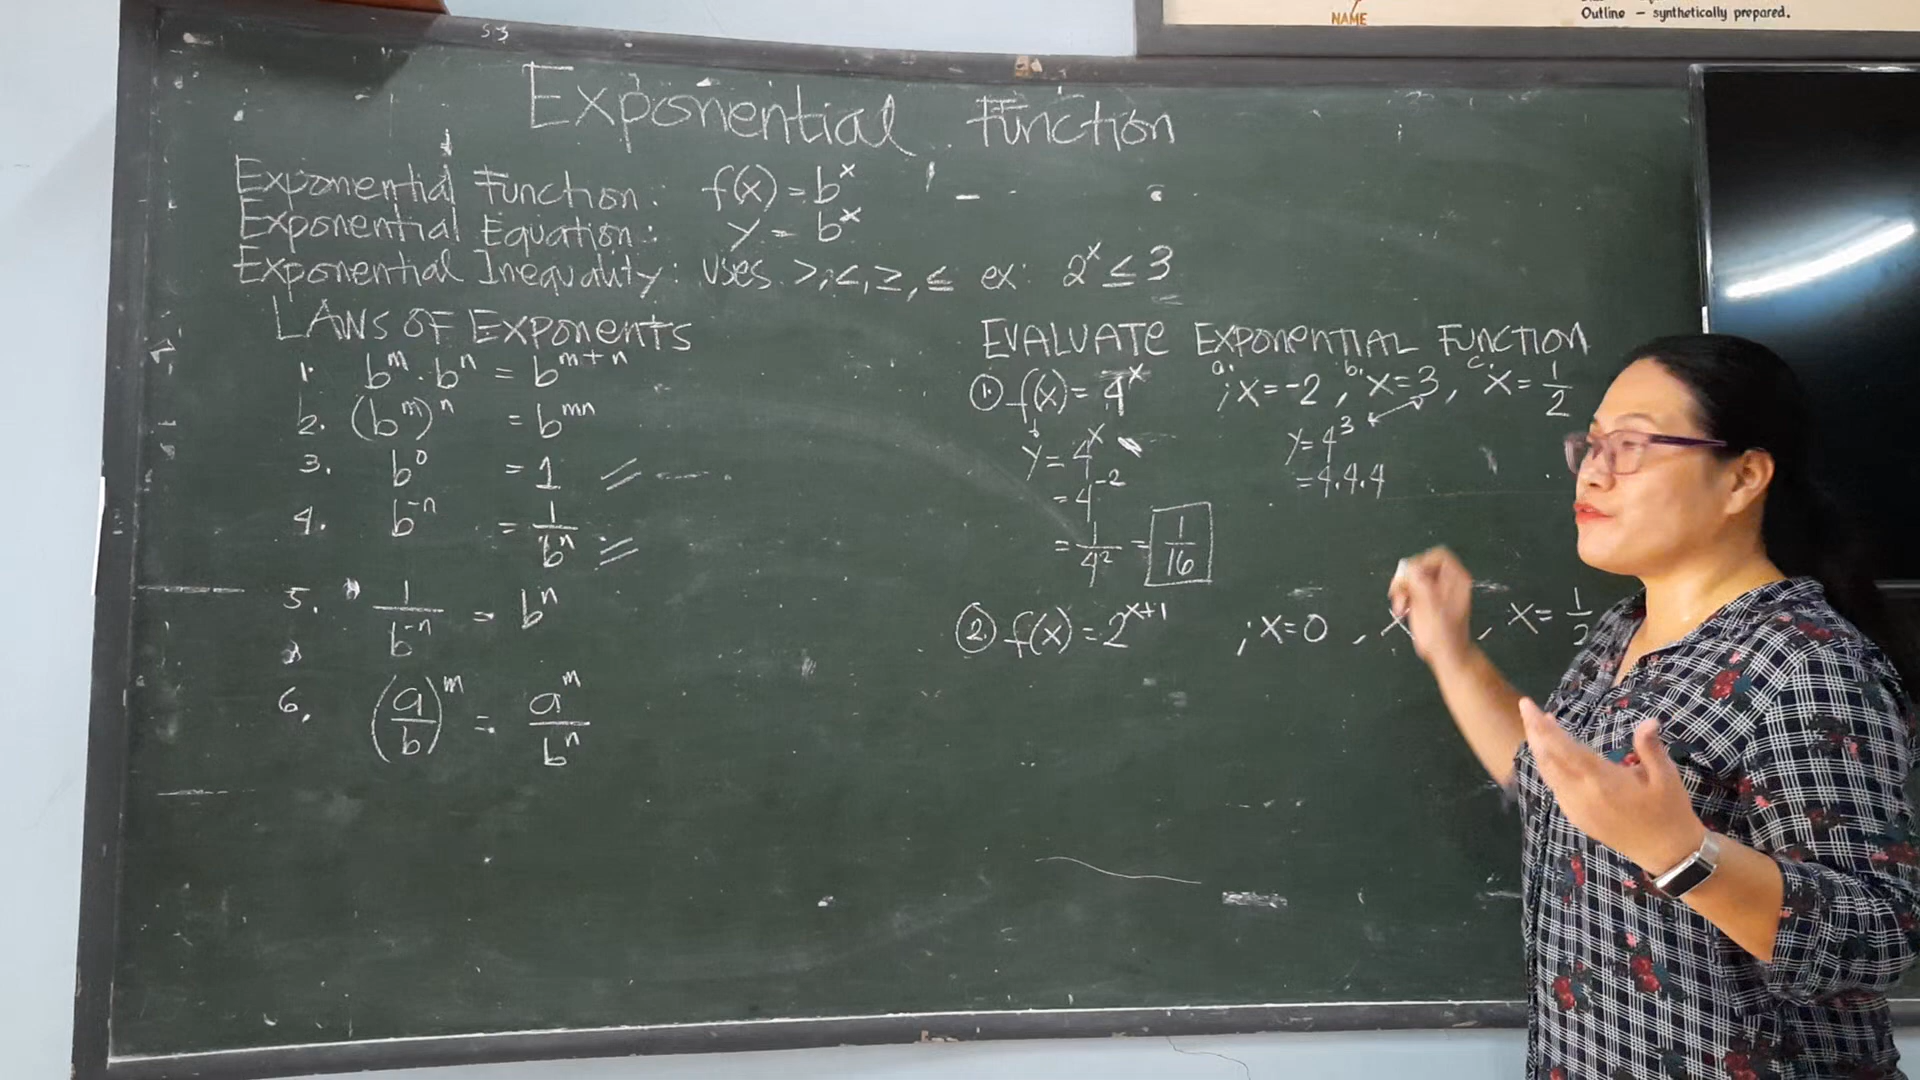 NAME
Outline – synthetically prepared.
53
Exponential Function
Exponential Function: f(x) = b^x
Exponential Equation: y = b^x
Exponential Inequality: uses >, <, ≥, ≤ ex: 2^x ≤ 3
LAWS OF EXPONENTS
1. b^m · b^n = b^(m+n)
2. (b^m)^n = b^(mn)
3. b^0 = 1
4. b^(-n) = 1/b^n
5. 1/b^(-n) = b^n
6. (a/b)^m = a^m/b^n
EVALUATE EXPONENTIAL FUNCTION
① f(x) = 4^x ; a. x = -2, b. x = 3, c. x = 1/2
y = 4^x
= 4^(-2)
= 1/4^2 = 1/16
y = 4^3
= 4.4.4
② f(x) = 2^(x+1) ; x = 0, x , x = 1/2